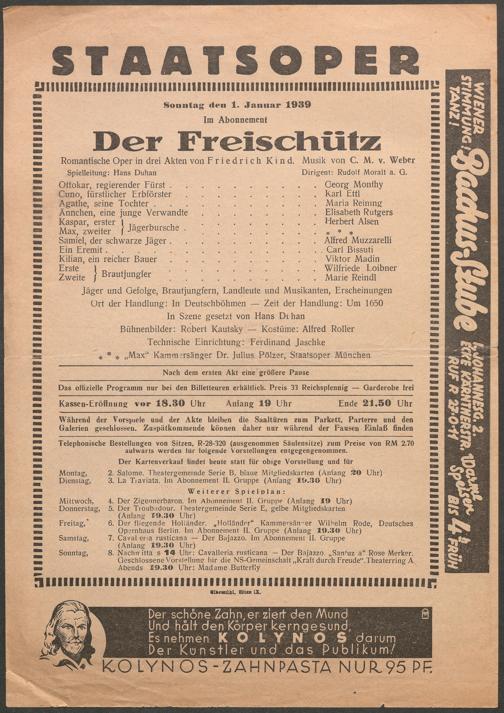 STAATSOPER
Sonntag den 1. Januar 1939
Im Abonnement
Der Freischütz
Romantische Oper in drei Akten von Friedrich Kind. Musik von C. M. v. Weber
Spielleitung: Hans Duhan Dirigent: Rudolf Moralt a. G.
Ottokar, regierender Fürst . . . . . . . Georg Monthy
Cuno, fürstlicher Erbförster . . . . . . . Karl Ettl
Agathe, seine Tochter . . . . . . . Maria Reining
Ännchen, eine junge Verwandte . . . . . . . Elisabeth Rutgers
Kaspar, erster } Jägerbursche . . . . . . . Herbert Alsen
Max, zweiter } . . . . . . . * * *
Samiel, der schwarze Jäger . . . . . . . Alfred Muzzarelli
Ein Eremit . . . . . . . Carl Bissuti
Kilian, ein reicher Bauer . . . . . . . Viktor Madin
Erste } Brautjungfer . . . . . . . Wilfriede Loibner
Zweite } . . . . . . . Marie Reindl
Jäger und Gefolge, Brautjungfern, Landleute und Musikanten, Erscheinungen
Ort der Handlung: In Deutschböhmen — Zeit der Handlung: Um 1650
In Szene gesetzt von Hans Duhan
Bühnenbilder: Robert Kautsky — Kostüme: Alfred Roller
Technische Einrichtung: Ferdinand Jaschke
*** „Max" Kammersänger Dr. Julius Pölzer, Staatsoper München
Nach dem ersten Akt eine größere Pause
Das offizielle Programm nur bei den Billetteuren erhältlich. Preis 33 Reichspfennig — Garderobe frei
Kassen-Eröffnung vor 18.30 Uhr Anfang 19 Uhr Ende 21.50 Uhr
Während der Vorspiele und der Akte bleiben die Saaltüren zum Parkett, Parterre und den
Galerien geschlossen. Zuspätkommende können daher nur während der Pausen Einlaß finden
Telephonische Bestellungen von Sitzen, R-28-320 (ausgenommen Säulensitze) zum Preise von RM 2.70
aufwärts werden für folgende Vorstellungen entgegengenommen.
Der Kartenverkauf findet heute statt für obige Vorstellung und für
Montag, 2. Salome. Theatergemeinde Serie B, blaue Mitgliedskarten (Anfang 20 Uhr)
Dienstag, 3. La Traviata. Im Abonnement II. Gruppe (Anfang 19.30 Uhr)
Weiterer Spielplan:
Mittwoch, 4. Der Zigeunerbaron. Im Abonnement II. Gruppe (Anfang 19 Uhr)
Donnerstag, 5. Der Troubadour. Theatergemeinde Serie E, gelbe Mitgliedskarten
(Anfang 19.30 Uhr)
Freitag, 6. Der fliegende Holländer. „Holländer" Kammersänger Wilhelm Rode, Deutsches
Opernhaus Berlin. Im Abonnement II. Gruppe (Anfang 19.30 Uhr)
Samstag, 7. Cavalleria rusticana — Der Bajazzo. Im Abonnement II. Gruppe
(Anfang 19.30 Uhr)
Sonntag, 8. Nachmittags 14 Uhr: Cavalleria rusticana — Der Bajazzo. „Santuzza" Rose Merker.
Geschlossene Vorstellung für die NS-Gemeinschaft „Kraft durch Freude". Theaterring A
Abends 19.30 Uhr: Madame Butterfly
WIENER
STIMMUNG!
TANZ!
Bachus-Stube
I. JOHANNESG. 2
ECKE KÄRNTNERSTR.
RUF R 27-0-11
BIS 4h FRÜH
Der schöne Zahn, er ziert den Mund
Und hält den Körper kerngesund,
Es nehmen KOLYNOS darum
Der Künstler und das Publikum!
KOLYNOS-ZAHNPASTA NUR 95 PF.